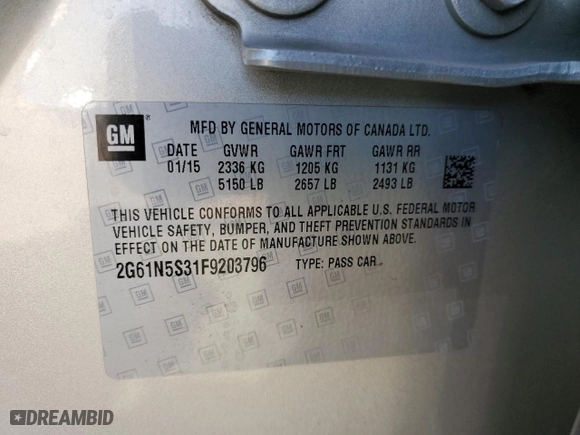 GM ®
MFD BY GENERAL MOTORS OF CANADA LTD.
DATE GVWR GAWR FRT GAWR RR
01/15 2336 KG 1205 KG 1131 KG
5150 LB 2657 LB 2493 LB
THIS VEHICLE CONFORMS TO ALL APPLICABLE U.S. FEDERAL MOTOR
VEHICLE SAFETY, BUMPER, AND THEFT PREVENTION STANDARDS IN
EFFECT ON THE DATE OF MANUFACTURE SHOWN ABOVE.
2G61N5S31F9203796 TYPE: PASS CAR
DREAMBID